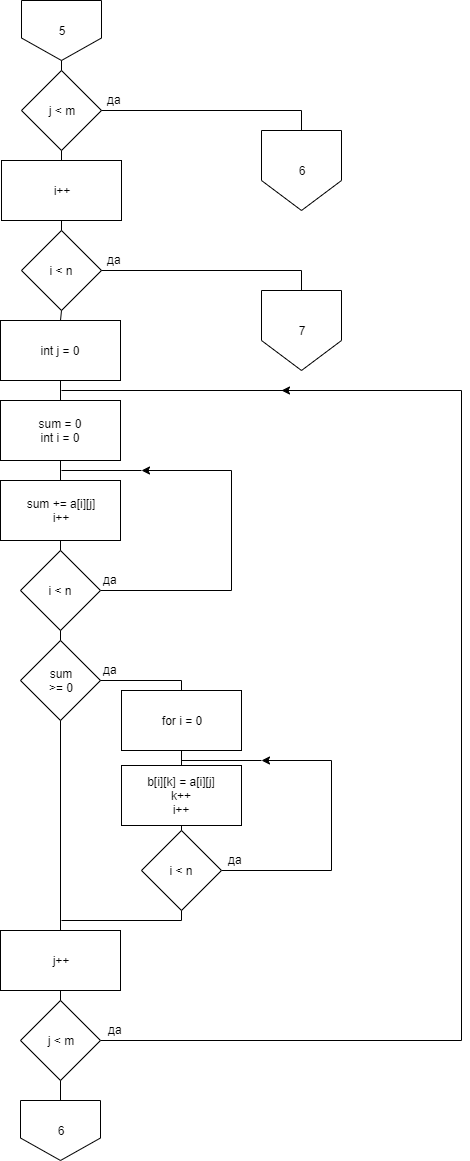 5
j < m
да
6
i++
i < n
да
7
int j = 0
sum = 0
int i = 0
sum += a[i][j]
i++
i < n
да
sum
>= 0
да
for i = 0
b[i][k] = a[i][j]
k++
i++
i < n
да
j++
j < m
да
6